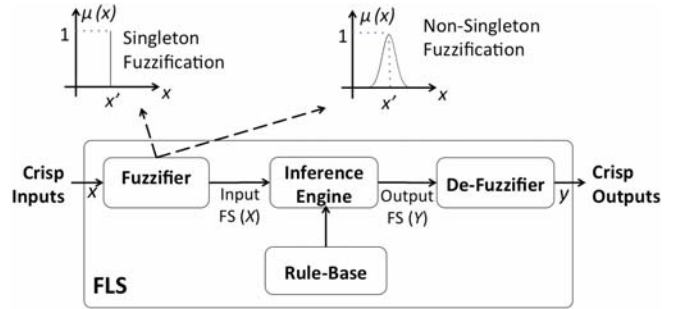 μ(x)
1
Singleton
Fuzzification
x'
x
μ(x)
1
Non-Singleton
Fuzzification
x'
x
Crisp
Inputs
x'
Fuzzifier
Input
FS (X)
Inference
Engine
Output
FS (Y)
De-Fuzzifier
y
Crisp
Outputs
Rule-Base
FLS